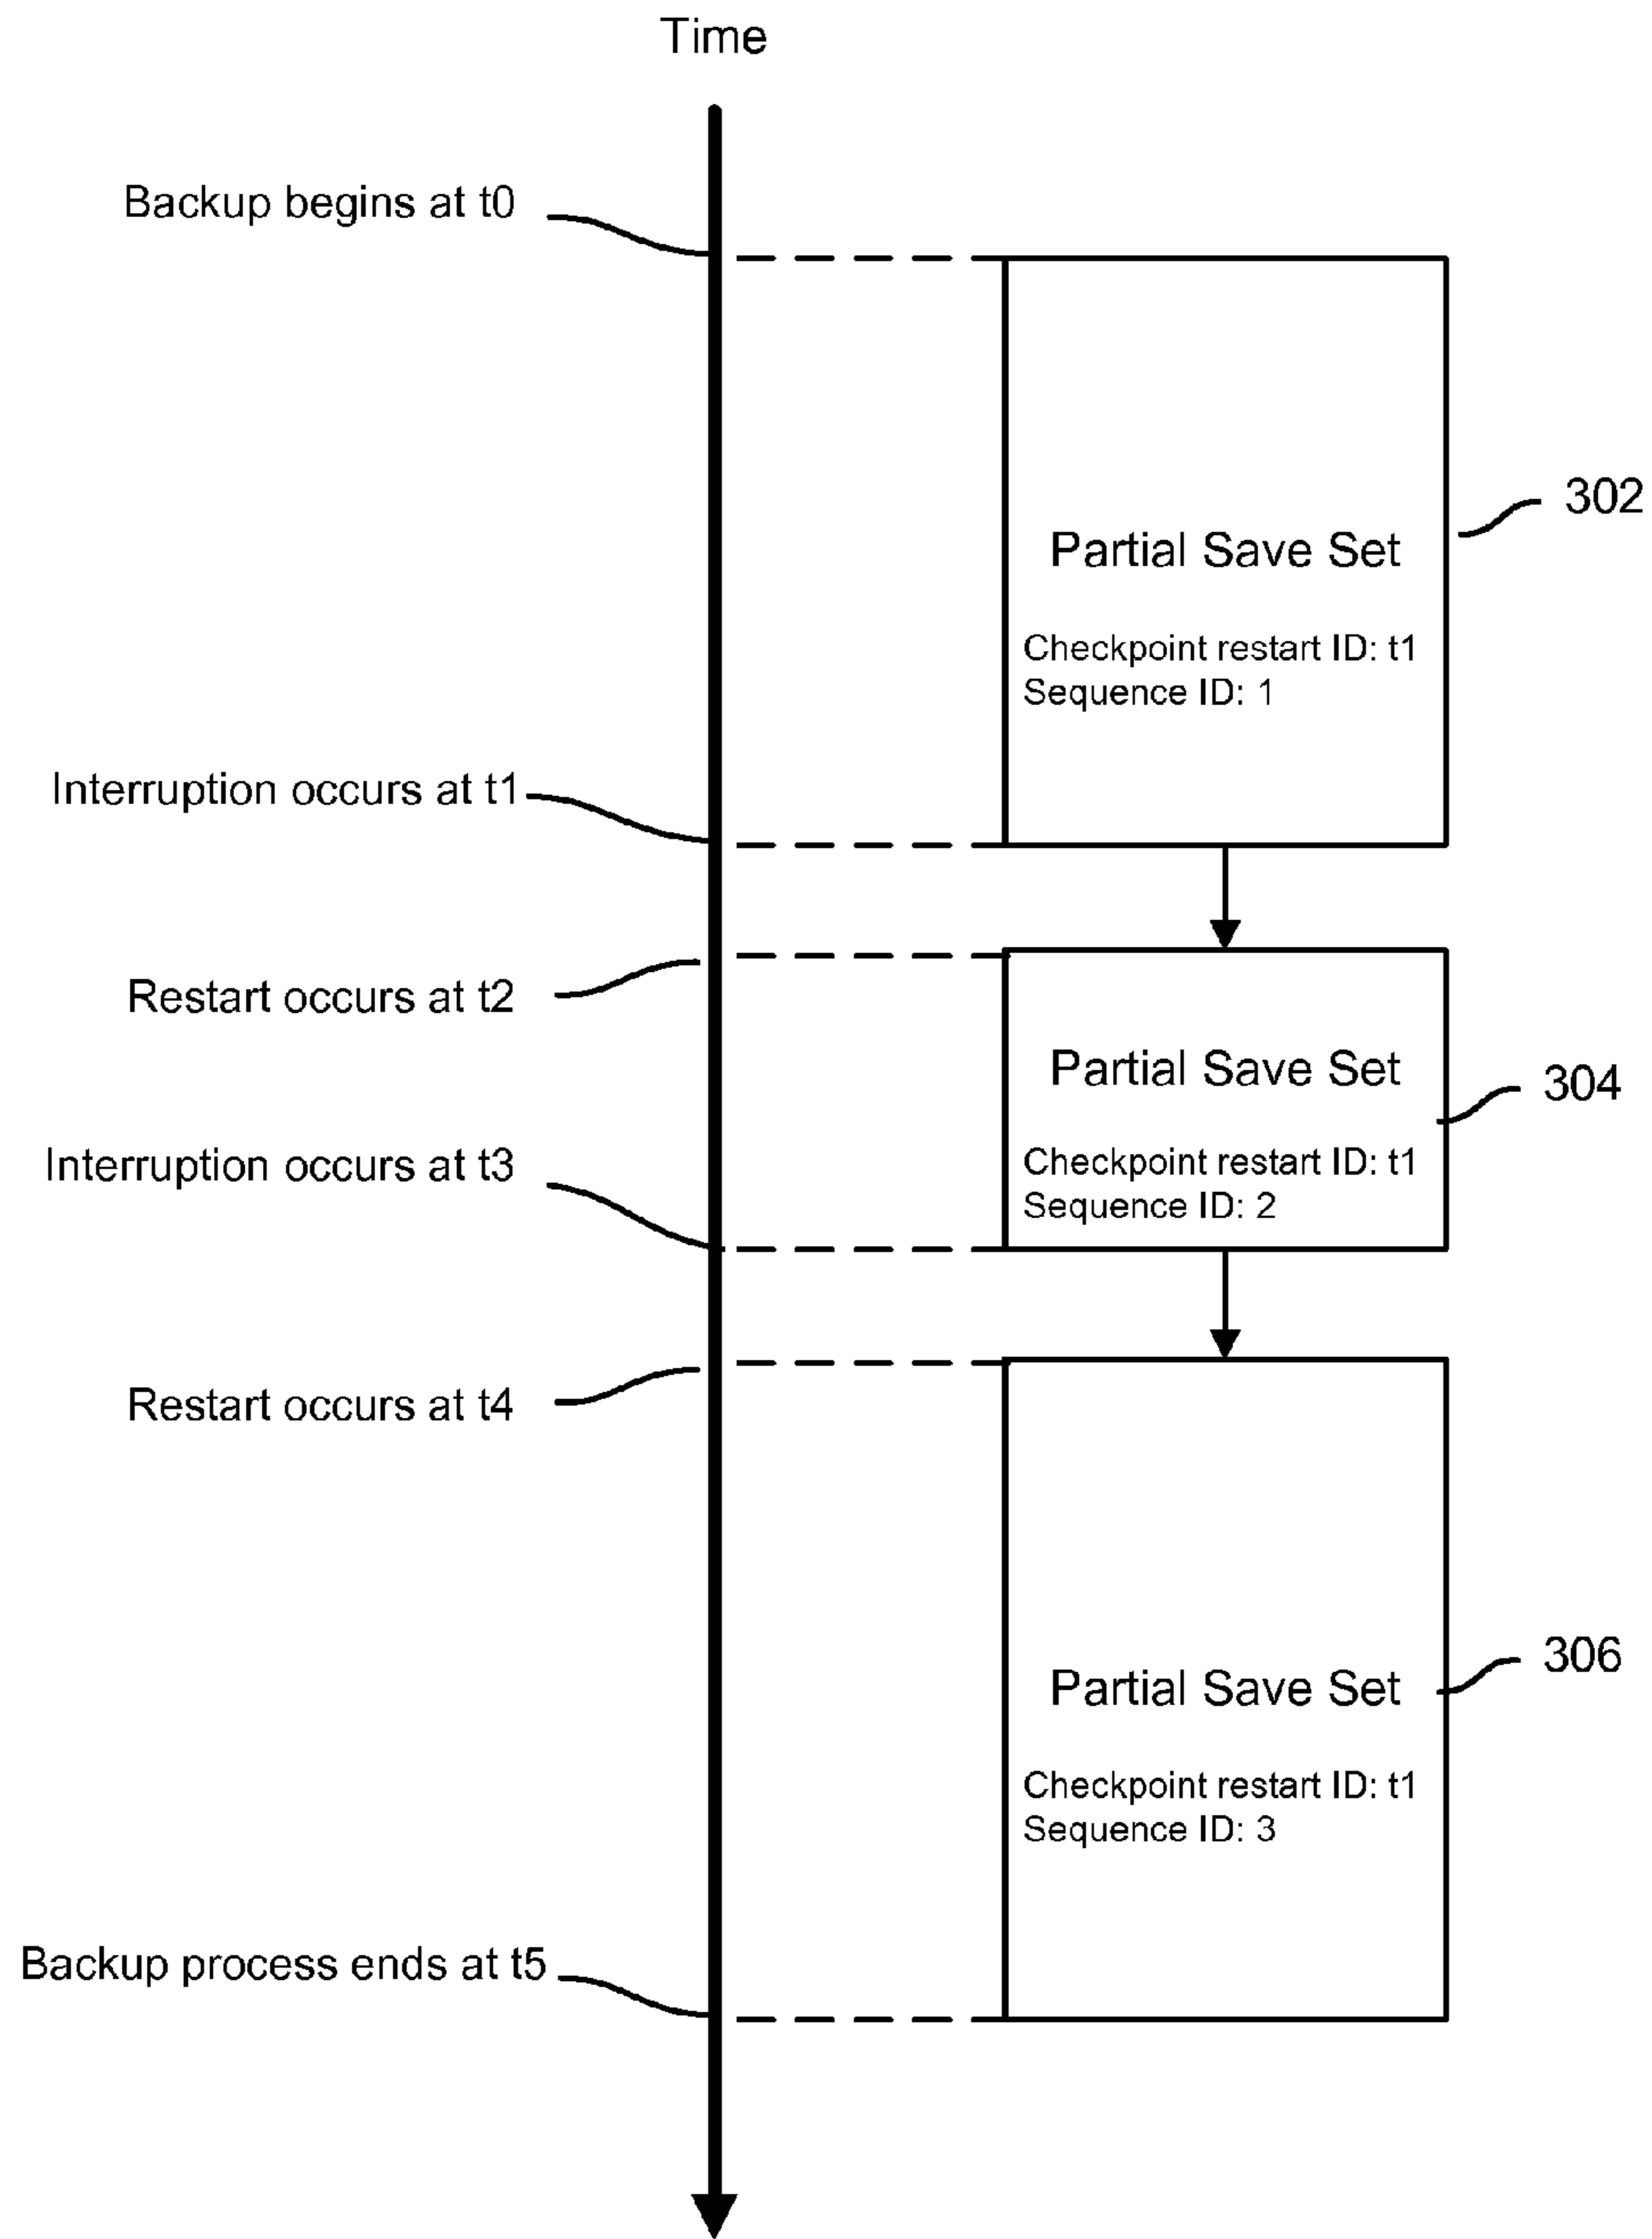 Time
Backup begins at t0
302
Partial Save Set
Checkpoint restart ID: t1
Sequence ID: 1
Interruption occurs at t1
Restart occurs at t2
Partial Save Set
304
Checkpoint restart ID: t1
Sequence ID: 2
Interruption occurs at t3
Restart occurs at t4
306
Partial Save Set
Checkpoint restart ID: t1
Sequence ID: 3
Backup process ends at t5